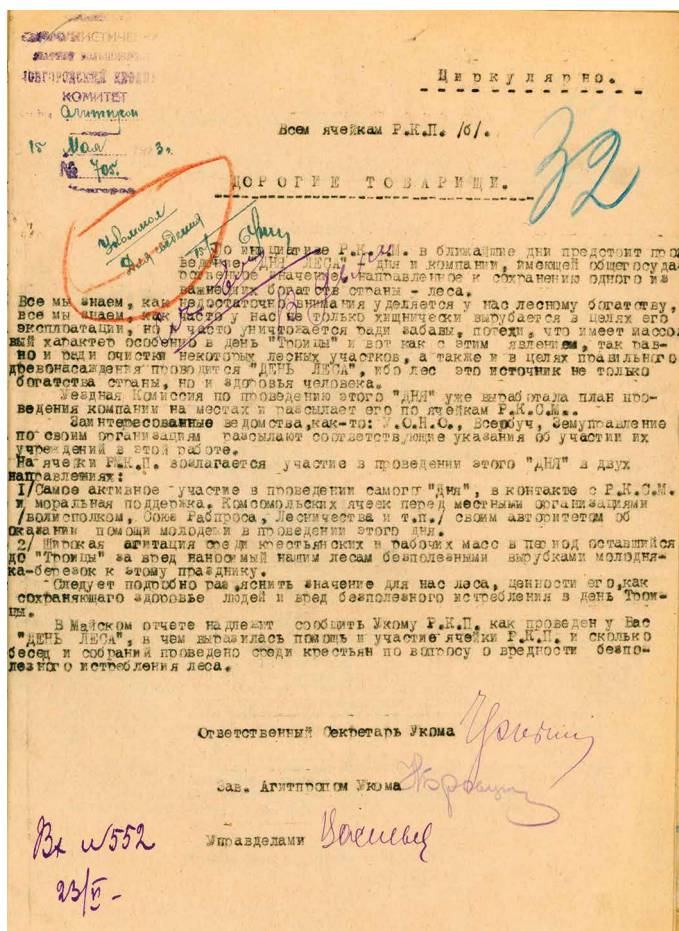 КОМИТЕТ
Агитпроп
15 Мая 1923 г.
№ 705.
Циркулярно.
Всем ячейкам Р.К.П. /б/.
32
ДОРОГИЕ ТОВАРИЩИ.
Для сведения
По инициативе Р.К.С.М. в ближайшие дни предстоит про-
ведение "ДНЯ ЛЕСА" - дня и компании, имеющей общегосуда-
рственное значение, направленное к сохранению одного из
важнейших богатств страны - леса.
Все мы знаем, как недостаточно внимания уделяется у нас лесному богатству,
все мы знаем, как часто у нас не только хищнически вырубается в целях его
эксплоатации, но и часто уничтожается ради забавы, потехи, что имеет массо-
вый характер особенно в день "Троицы" и вот как с этим явлением, так рав-
но и ради очистки некоторых лесных участков, а также и в целях правильного
древонасаждения проводится "ДЕНЬ ЛЕСА", ибо лес это источник не только
богатства страны, но и здоровья человека.
Уездная Комиссия по проведению этого "ДНЯ" уже выработала план про-
ведения компании на местах и рассылает его по ячейкам Р.К.С.М..
Заинтересованные ведомства, как-то: У.О.Н.О., Всевобуч, Земуправление
по своим организациям рассылают соответствующие указания об участии их
учреждений в этой работе.
На ячейки Р.К.П. возлагается участие в проведении этого "ДНЯ" в двух
направлениях:
1/Самое активное участие в проведении самого "Дня", в контакте с Р.К.С.М.
и моральная поддержка. Комсомольских ячеек перед местными организациями
/волисполком, Союз Рабпроса, Лесничества и т.п./ своим авторитетом об
оказании помощи молодежи в проведении этого дня.
2/ Широкая агитация среди крестьянских и рабочих масс в период оставшийся
до "Троицы" за вред наносимый нашим лесам бесполезными вырубками молодня-
ка-березок к этому празднику.
Следует подробно раз'яснить значение для нас леса, ценности его, как
сохраняющаго здоровье людей и вред бесполезного истребления в день Трои-
цы.
В Майском отчете надлежит сообщить Укому Р.К.П. как проведен у Вас
"ДЕНЬ ЛЕСА", в чем выразилась помощь и участие ячейки Р.К.П. и сколько
бесед и собраний проведено среди крестьян по вопросу о вредности беспо-
лезного истребления леса.
Ответственный Секретарь Укома
Зав. Агитпропом Укома
Управделами
Вх №552
23/V-